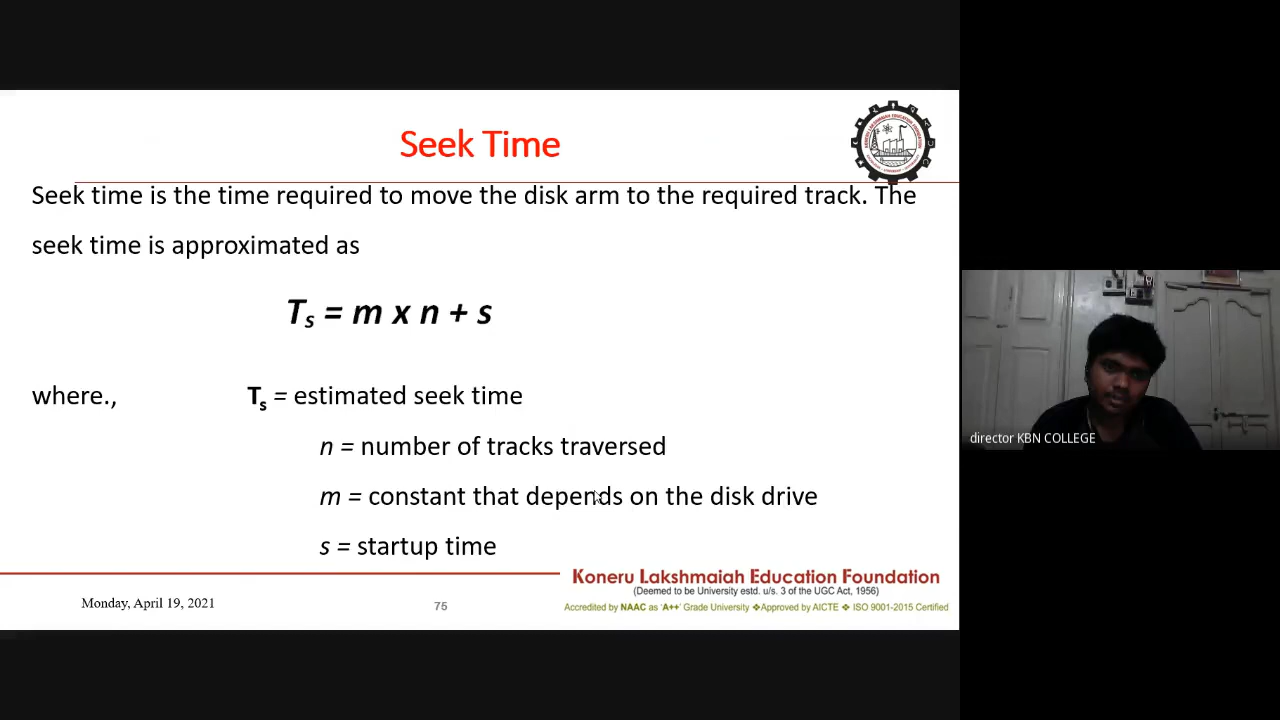 Seek Time
Seek time is the time required to move the disk arm to the required track. The
seek time is approximated as
Ts = m x n + s
where., Ts = estimated seek time
n = number of tracks traversed
m = constant that depends on the disk drive
s = startup time
director KBN COLLEGE
Koneru Lakshmaiah Education Foundation
(Deemed to be University estd. u/s. 3 of the UGC Act, 1956)
Monday, April 19, 2021
75
Accredited by NAAC as 'A++' Grade University ❖Approved by AICTE ❖ ISO 9001-2015 Certified